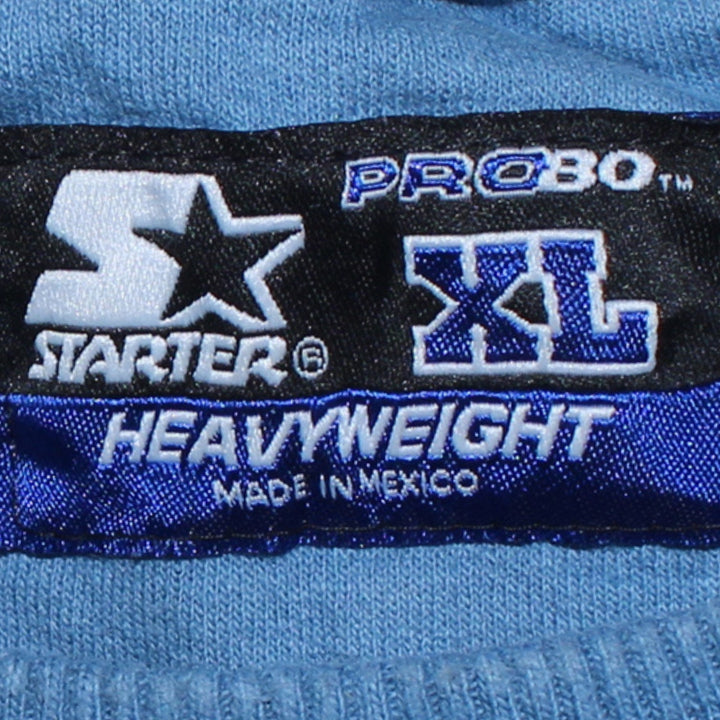 PRO80™
XL
STARTER®
HEAVYWEIGHT
MADE IN MEXICO